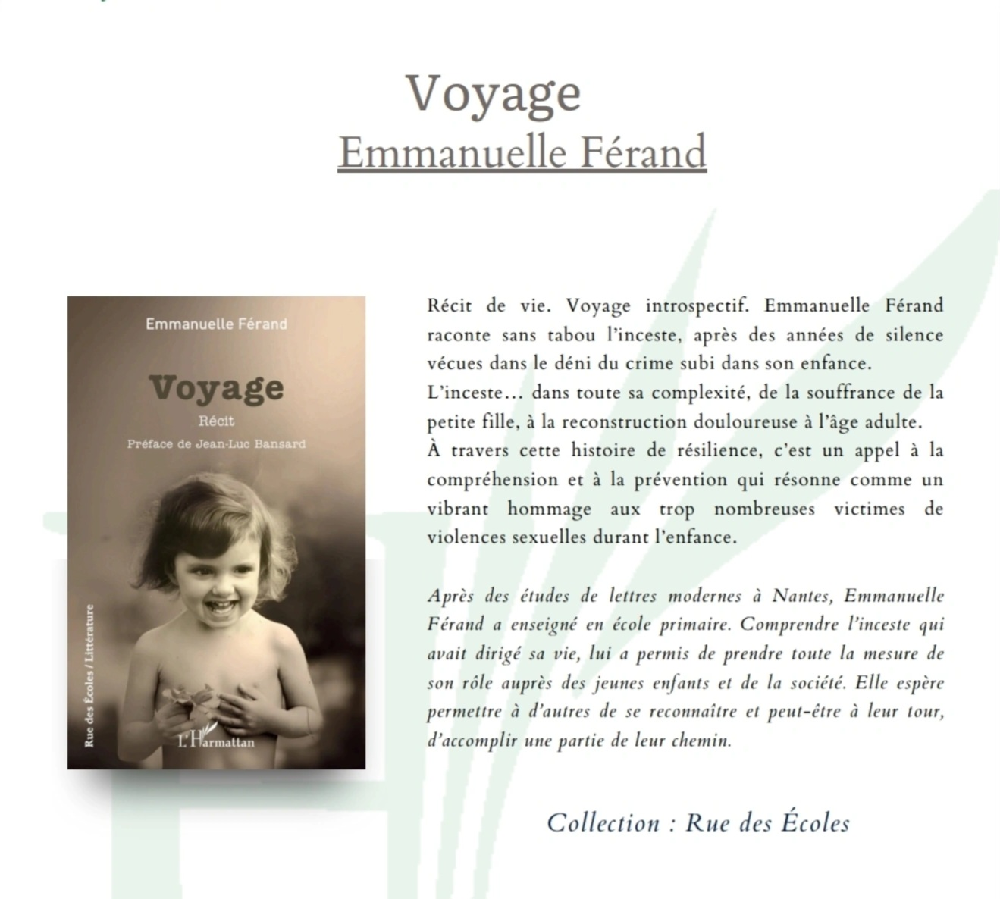 Voyage
Emmanuelle Férand
Emmanuelle Férand
Voyage
Récit
Préface de Jean-Luc Bansard
Rue des Écoles / Littérature
L'Harmattan
Récit de vie. Voyage introspectif. Emmanuelle Férand
raconte sans tabou l’inceste, après des années de silence
vécues dans le déni du crime subi dans son enfance.
L’inceste… dans toute sa complexité, de la souffrance de la
petite fille, à la reconstruction douloureuse à l’âge adulte.
À travers cette histoire de résilience, c’est un appel à la
compréhension et à la prévention qui résonne comme un
vibrant hommage aux trop nombreuses victimes de
violences sexuelles durant l’enfance.
Après des études de lettres modernes à Nantes, Emmanuelle
Férand a enseigné en école primaire. Comprendre l’inceste qui
avait dirigé sa vie, lui a permis de prendre toute la mesure de
son rôle auprès des jeunes enfants et de la société. Elle espère
permettre à d’autres de se reconnaître et peut-être à leur tour,
d’accomplir une partie de leur chemin.
Collection : Rue des Écoles